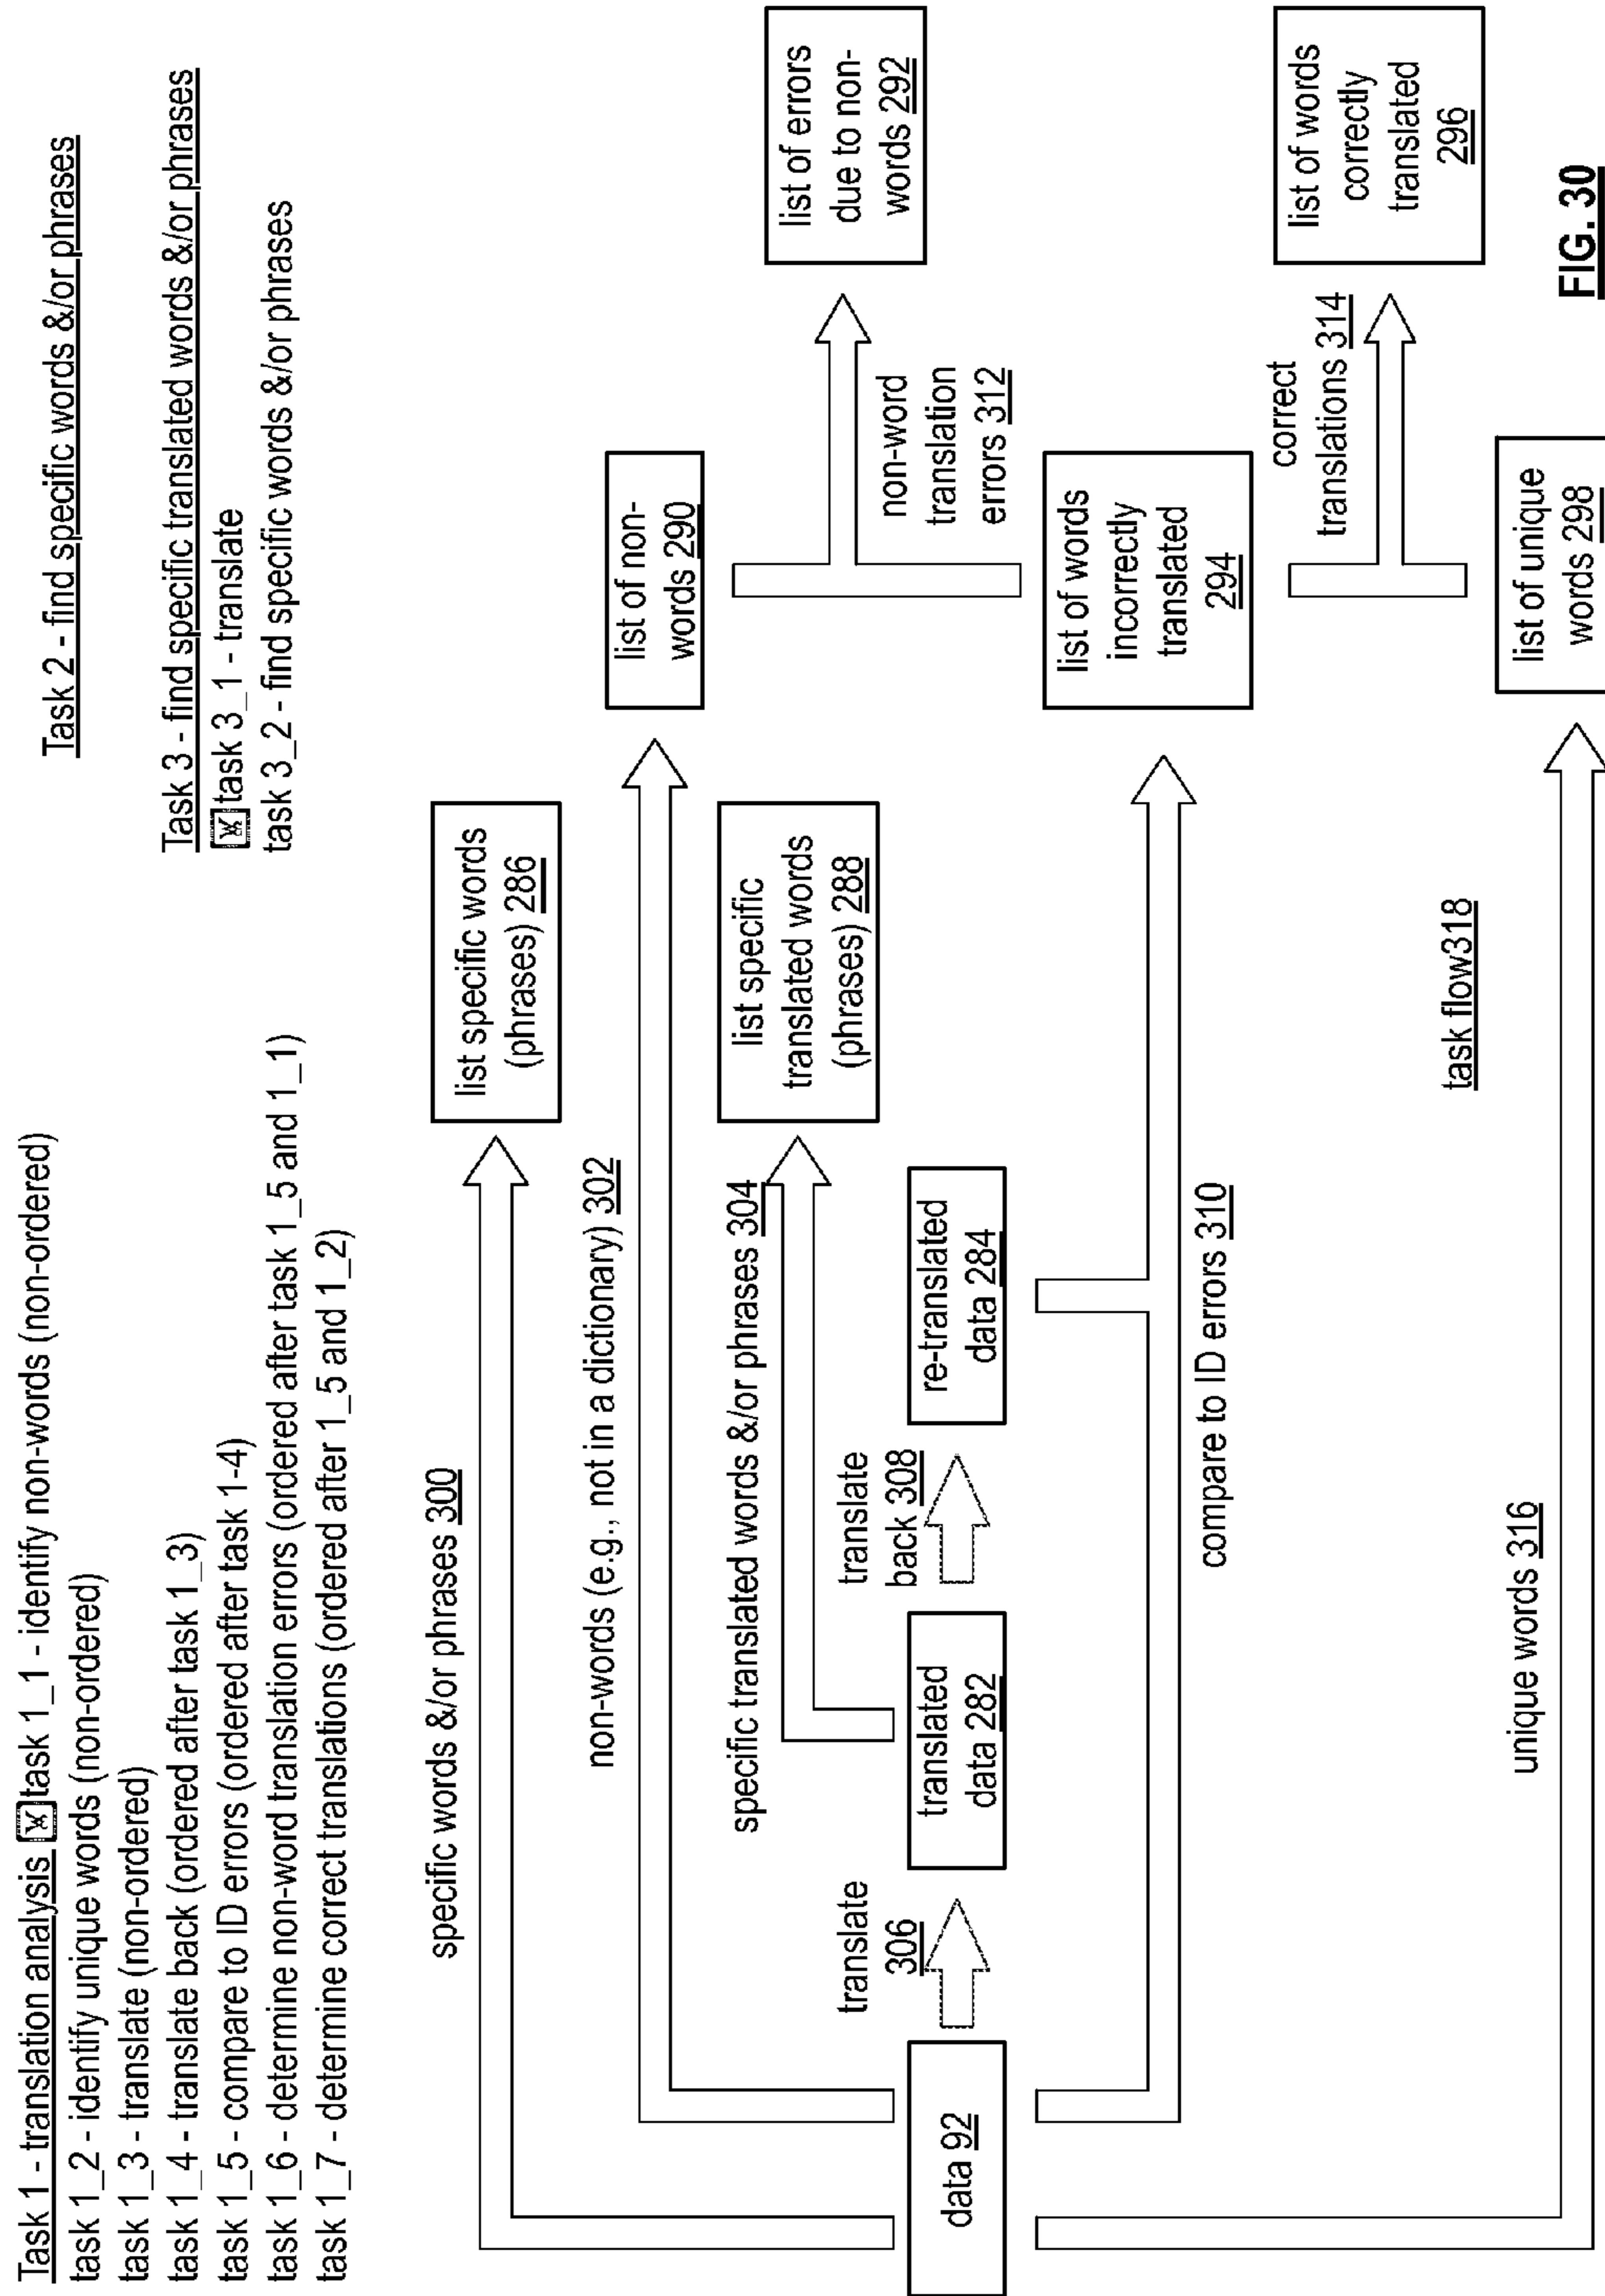 Task 1 - translation analysis task 1_1 - identify non-words (non-ordered)
task 1_2 - identify unique words (non-ordered)
task 1_3 - translate (non-ordered)
task 1_4 - translate back (ordered after task 1_3)
task 1_5 - compare to ID errors (ordered after task 1-4)
task 1_6 - determine non-word translation errors (ordered after task 1_5 and 1_1)
task 1_7 - determine correct translations (ordered after 1_5 and 1_2)
Task 2 - find specific words &/or phrases
Task 3 - find specific translated words &/or phrases
task 3_1 - translate
task 3_2 - find specific words &/or phrases
specific words &/or phrases 300
list specific words
(phrases) 286
non-words (e.g., not in a dictionary) 302
list of non-
words 290
specific translated words &/or phrases 304
list specific
translated words
(phrases) 288
data 92
translate
306
translated
data 282
translate
back 308
re-translated
data 284
compare to ID errors 310
list of words
incorrectly
translated
294
non-word
translation
errors 312
list of errors
due to non-
words 292
unique words 316
task flow318
list of unique
words 298
correct
translations 314
list of words
correctly
translated
296
FIG. 30